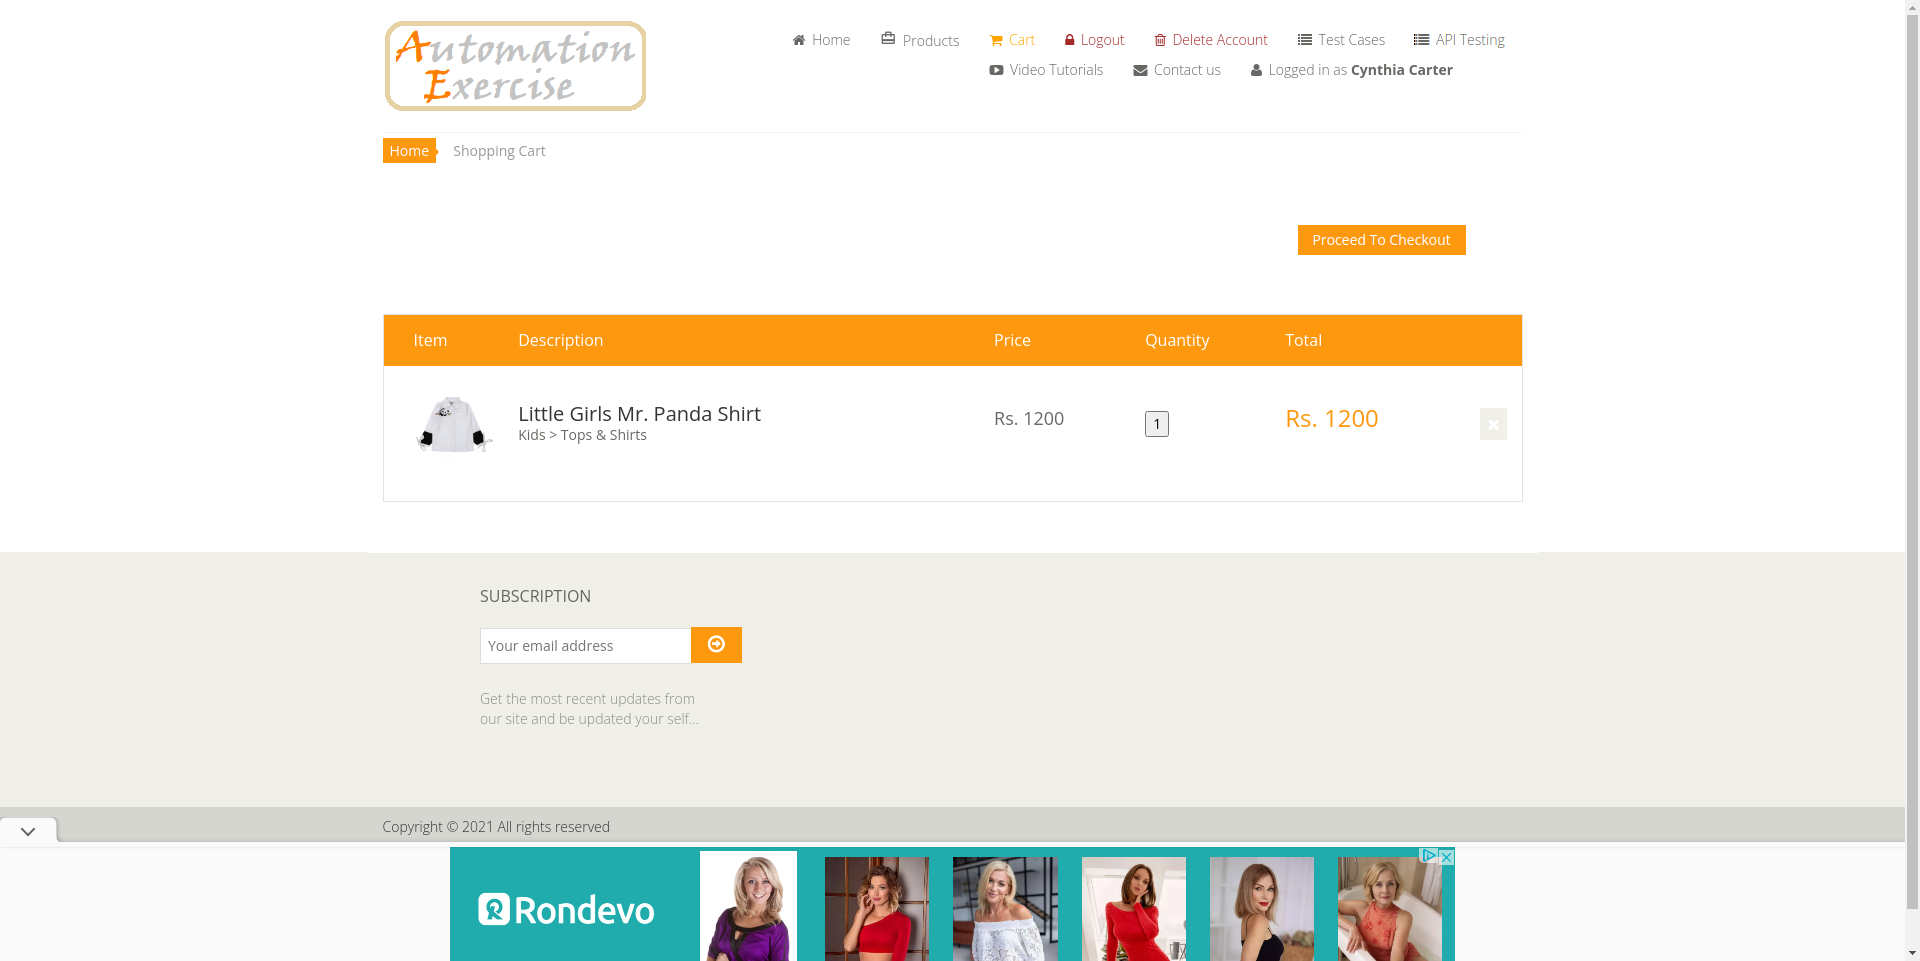 Automation
Exercise
Home
Products
Cart
Logout
Delete Account
Test Cases
API Testing
Video Tutorials
Contact us
Logged in as Cynthia Carter
Home
Shopping Cart
Proceed To Checkout
Item Description Price Quantity Total
Little Girls Mr. Panda Shirt
Kids > Tops & Shirts
Rs. 1200
1
Rs. 1200
SUBSCRIPTION
Your email address
Get the most recent updates from
our site and be updated your self...
Copyright © 2021 All rights reserved
Rondevo